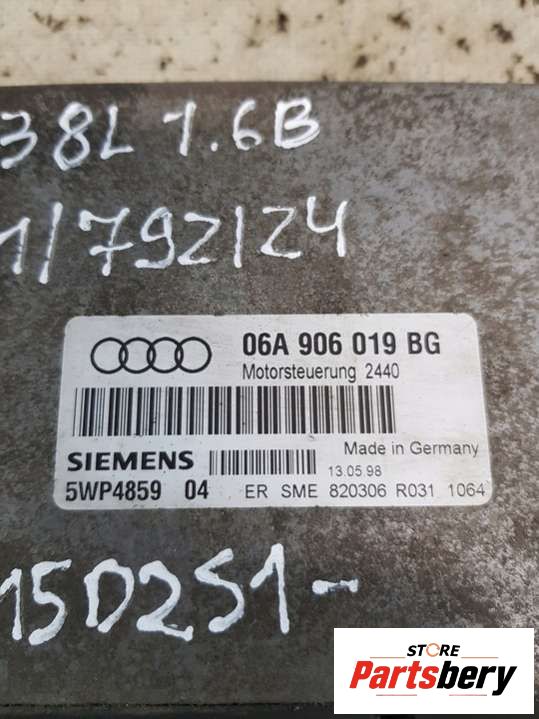 38L 1.6B
1/792124
06A 906 019 BG
Motorsteuerung 2440
Made in Germany
SIEMENS
13.05.98
5WP4859 04 ER SME 820306 R031 1064
15D2S1-
STORE
Partsbery